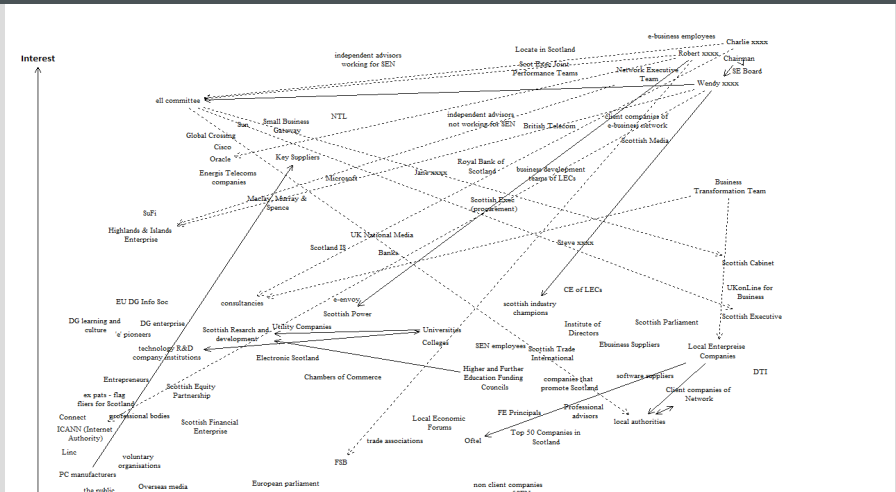 e-business employees
Charlie xxxx
Interest
independent advisors
working for SEN
Locate in Scotland
Robert xxxx
Chairman
Scot Exec Joint
Performance Teams
Network Executive
Team
SE Board
Wendy xxxx
ell committee
Sun
Small Business
Gateway
NTL
independent advisors
not working for SEN
British Telecom
client companies of
e-business network
Global Crossing
Scottish Media
Cisco
Oracle
Key Suppliers
Energis Telecoms
companies
Microsoft
Jane xxxx
Royal Bank of
Scotland
business development
teams of LECs
Business
Transformation Team
Maclay, Murray &
Spence
Scottish Exec
(procurement)
SuFi
Highlands & Islands
Enterprise
UK National Media
Scotland IS
Banks
Steve xxxx
Scottish Cabinet
EU DG Info Soc
consultancies
e-envoy
Scottish Power
CE of LECs
scottish industry
champions
UKonLine for
Business
Scottish Executive
DG learning and
culture
DG enterprise
'e' pioneers
Scottish Resarch and
development
Utility Companies
Universities
Colleges
Institute of
Directors
Scottish Parliament
technology R&D
company institutions
Electronic Scotland
SEN employees
Scottish Trade
International
Ebusiness Suppliers
Local Enterpreise
Companies
Entrepreneurs
Scottish Equity
Partnership
Chambers of Commerce
Higher and Further
Education Funding
Councils
companies that
promote Scotland
software suppliers
DTI
ex pats - flag
fliers for Scotland
Client companies of
Network
Connect
professional bodies
ICANN (Internet
Authority)
Scottish Financial
Enterprise
Local Economic
Forums
FE Principals
Professional
advisors
local authorities
trade associations
Oftel
Top 50 Companies in
Scotland
Linc
voluntary
organisations
FSB
PC manufacturers
the public
Overseas media
European parliament
non client companies